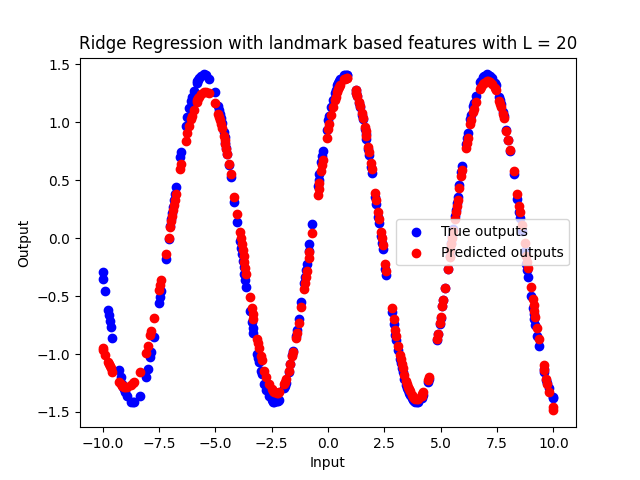 Ridge Regression with landmark based features with L = 20
1.5
1.0
0.5
0.0
−0.5
−1.0
−1.5
Output
True outputs
Predicted outputs
−10.0 −7.5 −5.0 −2.5 0.0 2.5 5.0 7.5 10.0
Input